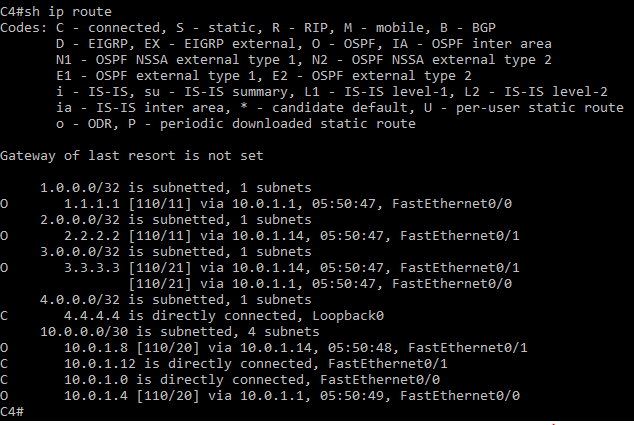 C4#sh ip route
Codes: C - connected, S - static, R - RIP, M - mobile, B - BGP
       D - EIGRP, EX - EIGRP external, O - OSPF, IA - OSPF inter area
       N1 - OSPF NSSA external type 1, N2 - OSPF NSSA external type 2
       E1 - OSPF external type 1, E2 - OSPF external type 2
       i - IS-IS, su - IS-IS summary, L1 - IS-IS level-1, L2 - IS-IS level-2
       ia - IS-IS inter area, * - candidate default, U - per-user static route
       o - ODR, P - periodic downloaded static route

Gateway of last resort is not set

     1.0.0.0/32 is subnetted, 1 subnets
O       1.1.1.1 [110/11] via 10.0.1.1, 05:50:47, FastEthernet0/0
     2.0.0.0/32 is subnetted, 1 subnets
O       2.2.2.2 [110/11] via 10.0.1.14, 05:50:47, FastEthernet0/1
     3.0.0.0/32 is subnetted, 1 subnets
O       3.3.3.3 [110/21] via 10.0.1.14, 05:50:47, FastEthernet0/1
                [110/21] via 10.0.1.1, 05:50:47, FastEthernet0/0
     4.0.0.0/32 is subnetted, 1 subnets
C       4.4.4.4 is directly connected, Loopback0
     10.0.0.0/30 is subnetted, 4 subnets
O       10.0.1.8 [110/20] via 10.0.1.14, 05:50:48, FastEthernet0/1
C       10.0.1.12 is directly connected, FastEthernet0/1
C       10.0.1.0 is directly connected, FastEthernet0/0
O       10.0.1.4 [110/20] via 10.0.1.1, 05:50:49, FastEthernet0/0
C4#